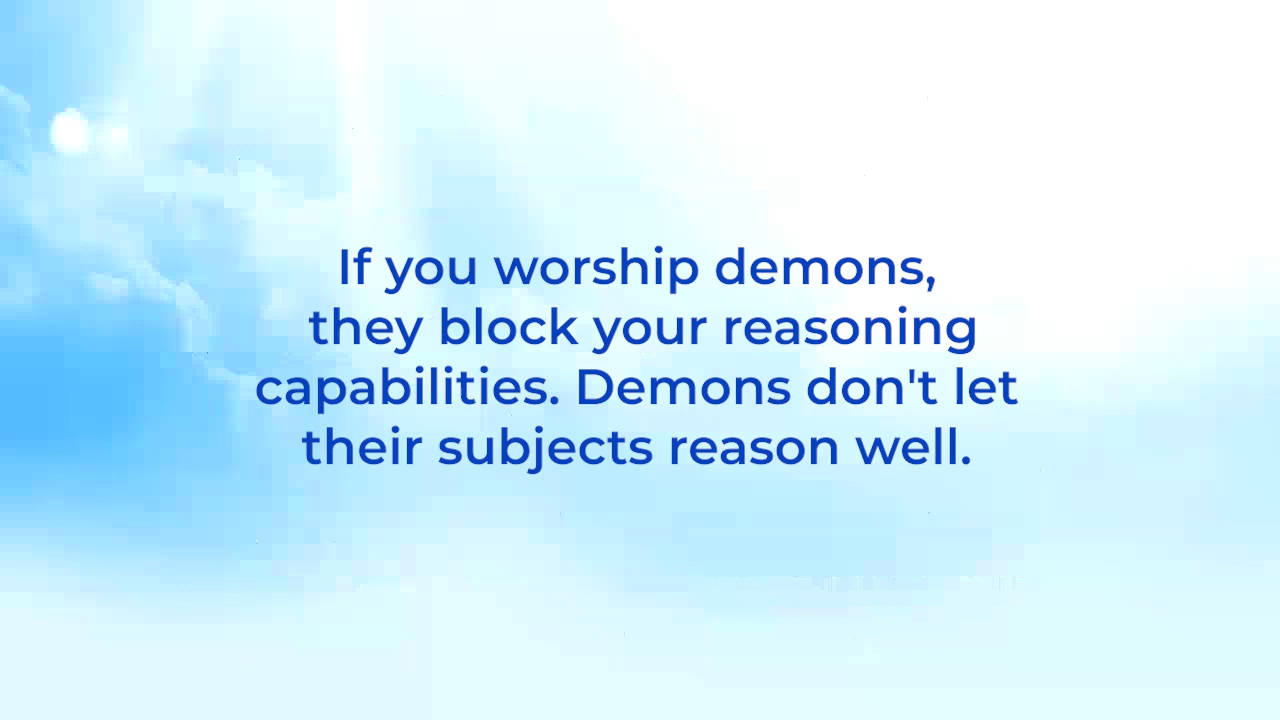 If you worship demons,
they block your reasoning
capabilities. Demons don't let
their subjects reason well.